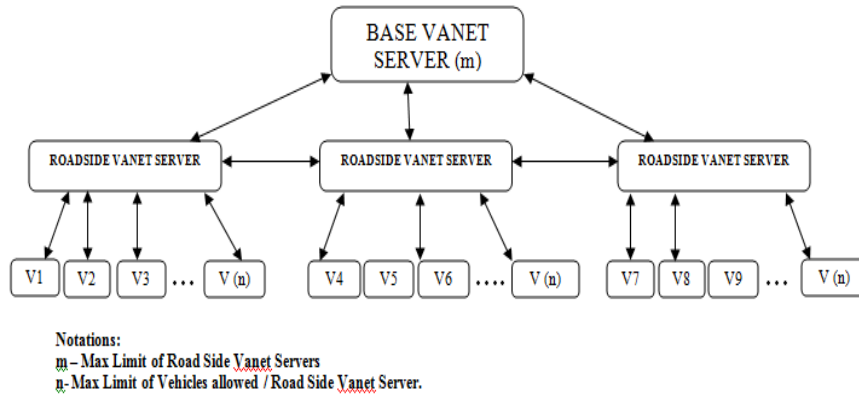 BASE VANET
SERVER (m)
ROADSIDE VANET SERVER
ROADSIDE VANET SERVER
ROADSIDE VANET SERVER
V1
V2
V3
...
V (n)
V4
V5
V6
....
V (n)
V7
V8
V9
...
V (n)
Notations:
m – Max Limit of Road Side Vanet Servers
n- Max Limit of Vehicles allowed / Road Side Vanet Server.